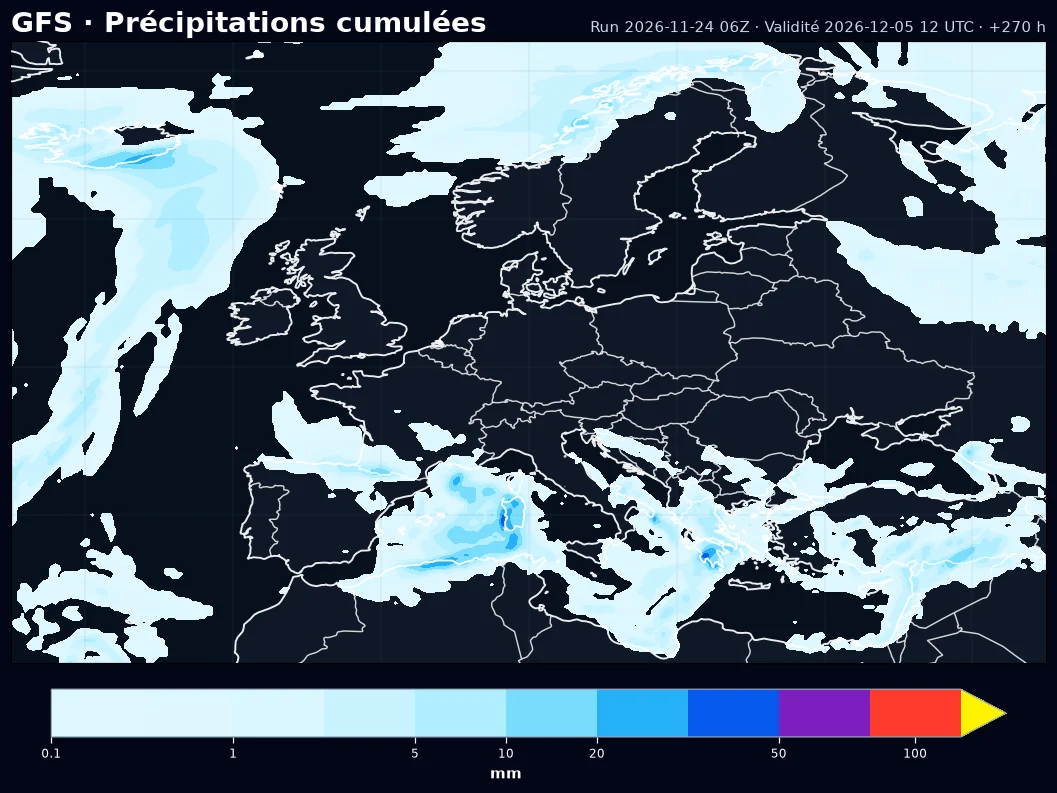 GFS · Précipitations cumulées
Run 2026-11-24 06Z · Validité 2026-12-05 12 UTC · +270 h
0.1 1 5 10 20 50 100
mm